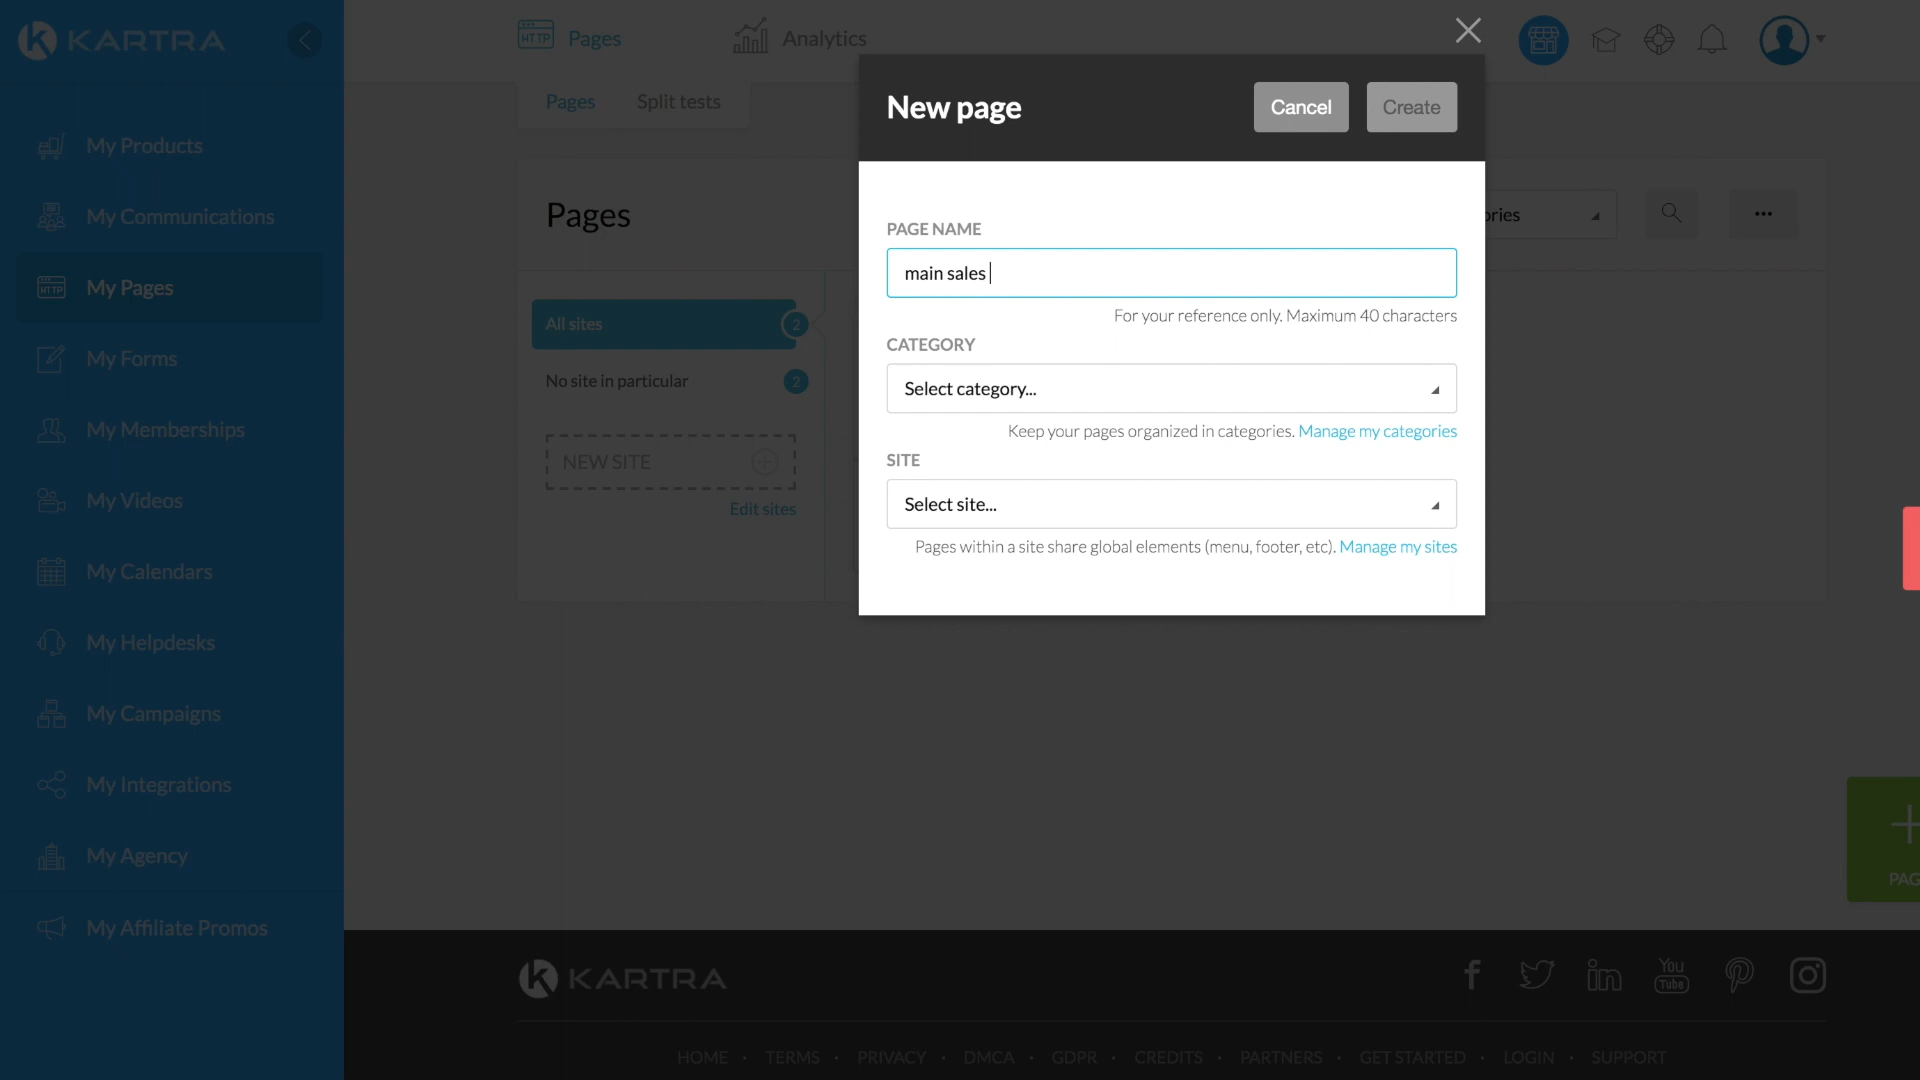 KARTRA
Pages
Analytics
Pages
Split tests
My Products
My Communications
My Pages
My Forms
My Memberships
My Videos
My Calendars
My Helpdesks
My Campaigns
My Integrations
My Agency
My Affiliate Promos
Pages
All sites
2
No site in particular
2
NEW SITE
Edit sites
New page
Cancel
Create
PAGE NAME
main sales
For your reference only. Maximum 40 characters
CATEGORY
Select category...
Keep your pages organized in categories. Manage my categories
SITE
Select site...
Pages within a site share global elements (menu, footer, etc). Manage my sites
ories
...
PAG
KARTRA
You
Tube
HOME • TERMS • PRIVACY • DMCA • GDPR • CREDITS • PARTNERS • GET STARTED • LOGIN • SUPPORT